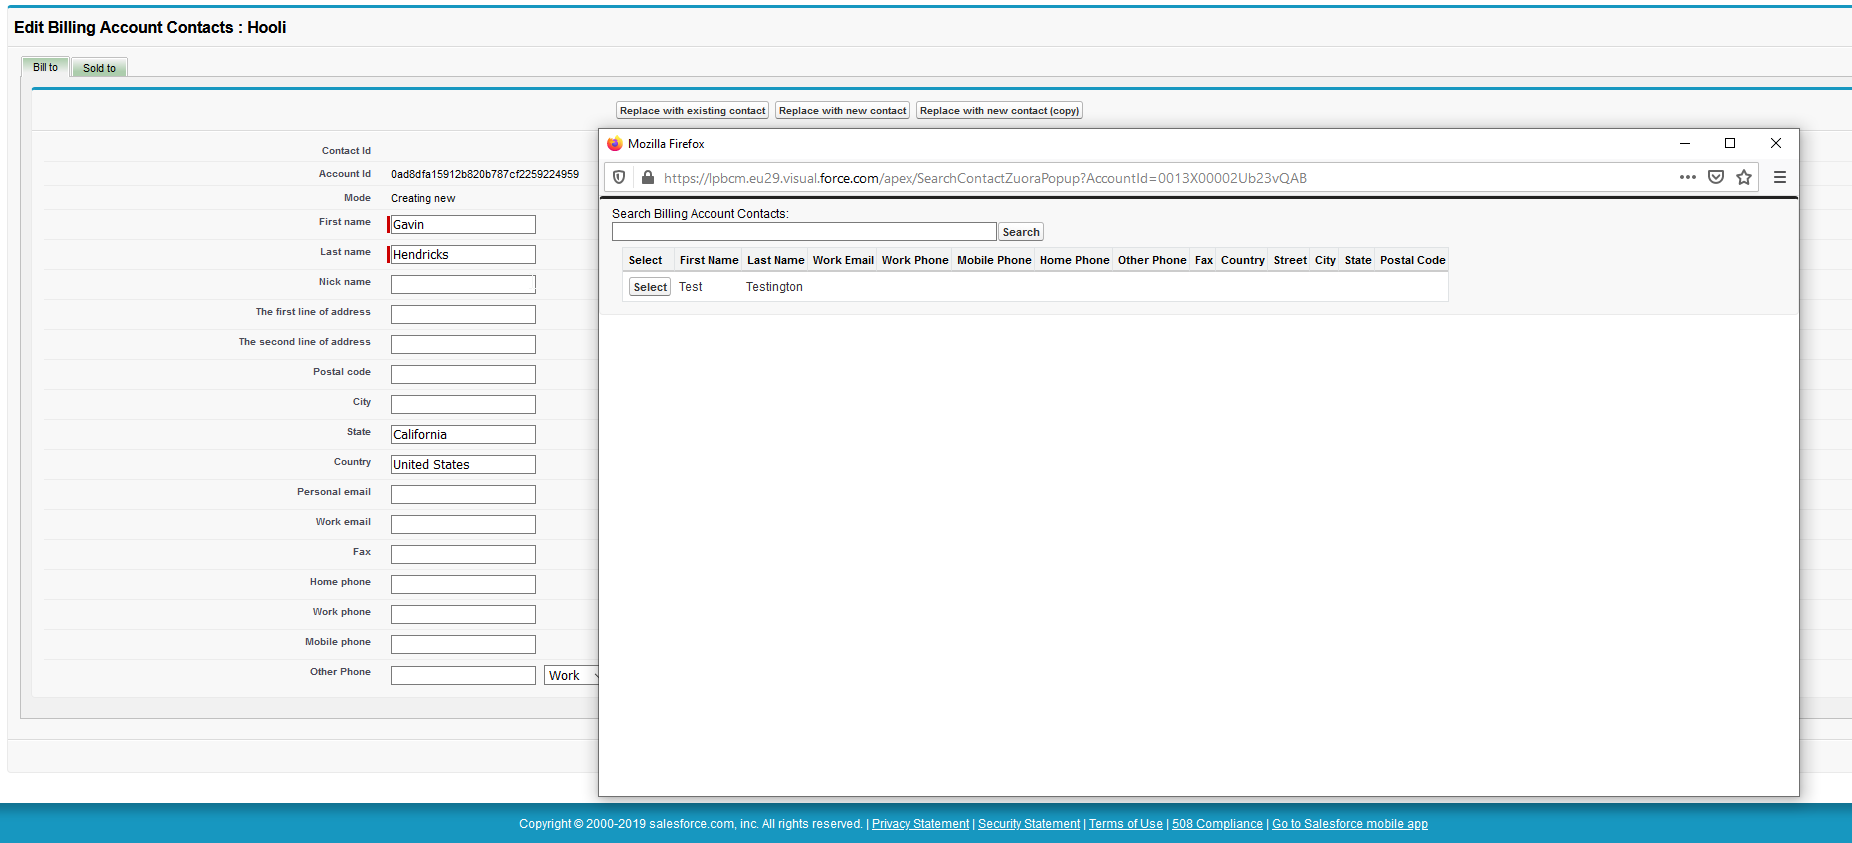 Edit Billing Account Contacts : Hooli
Bill to
Sold to
Replace with existing contact
Replace with new contact
Replace with new contact (copy)
Contact Id
Account Id 0ad8dfa15912b820b787cf2259224959
Mode Creating new
First name Gavin
Last name Hendricks
Nick name
The first line of address
The second line of address
Postal code
City
State California
Country United States
Personal email
Work email
Fax
Home phone
Work phone
Mobile phone
Other Phone Work
Mozilla Firefox
https://lpbcm.eu29.visual.force.com/apex/SearchContactZuoraPopup?AccountId=0013X00002Ub23vQAB
Search Billing Account Contacts:
Search
Select First Name Last Name Work Email Work Phone Mobile Phone Home Phone Other Phone Fax Country Street City State Postal Code
Select Test Testington
Copyright © 2000-2019 salesforce.com, inc. All rights reserved. | Privacy Statement | Security Statement | Terms of Use | 508 Compliance | Go to Salesforce mobile app